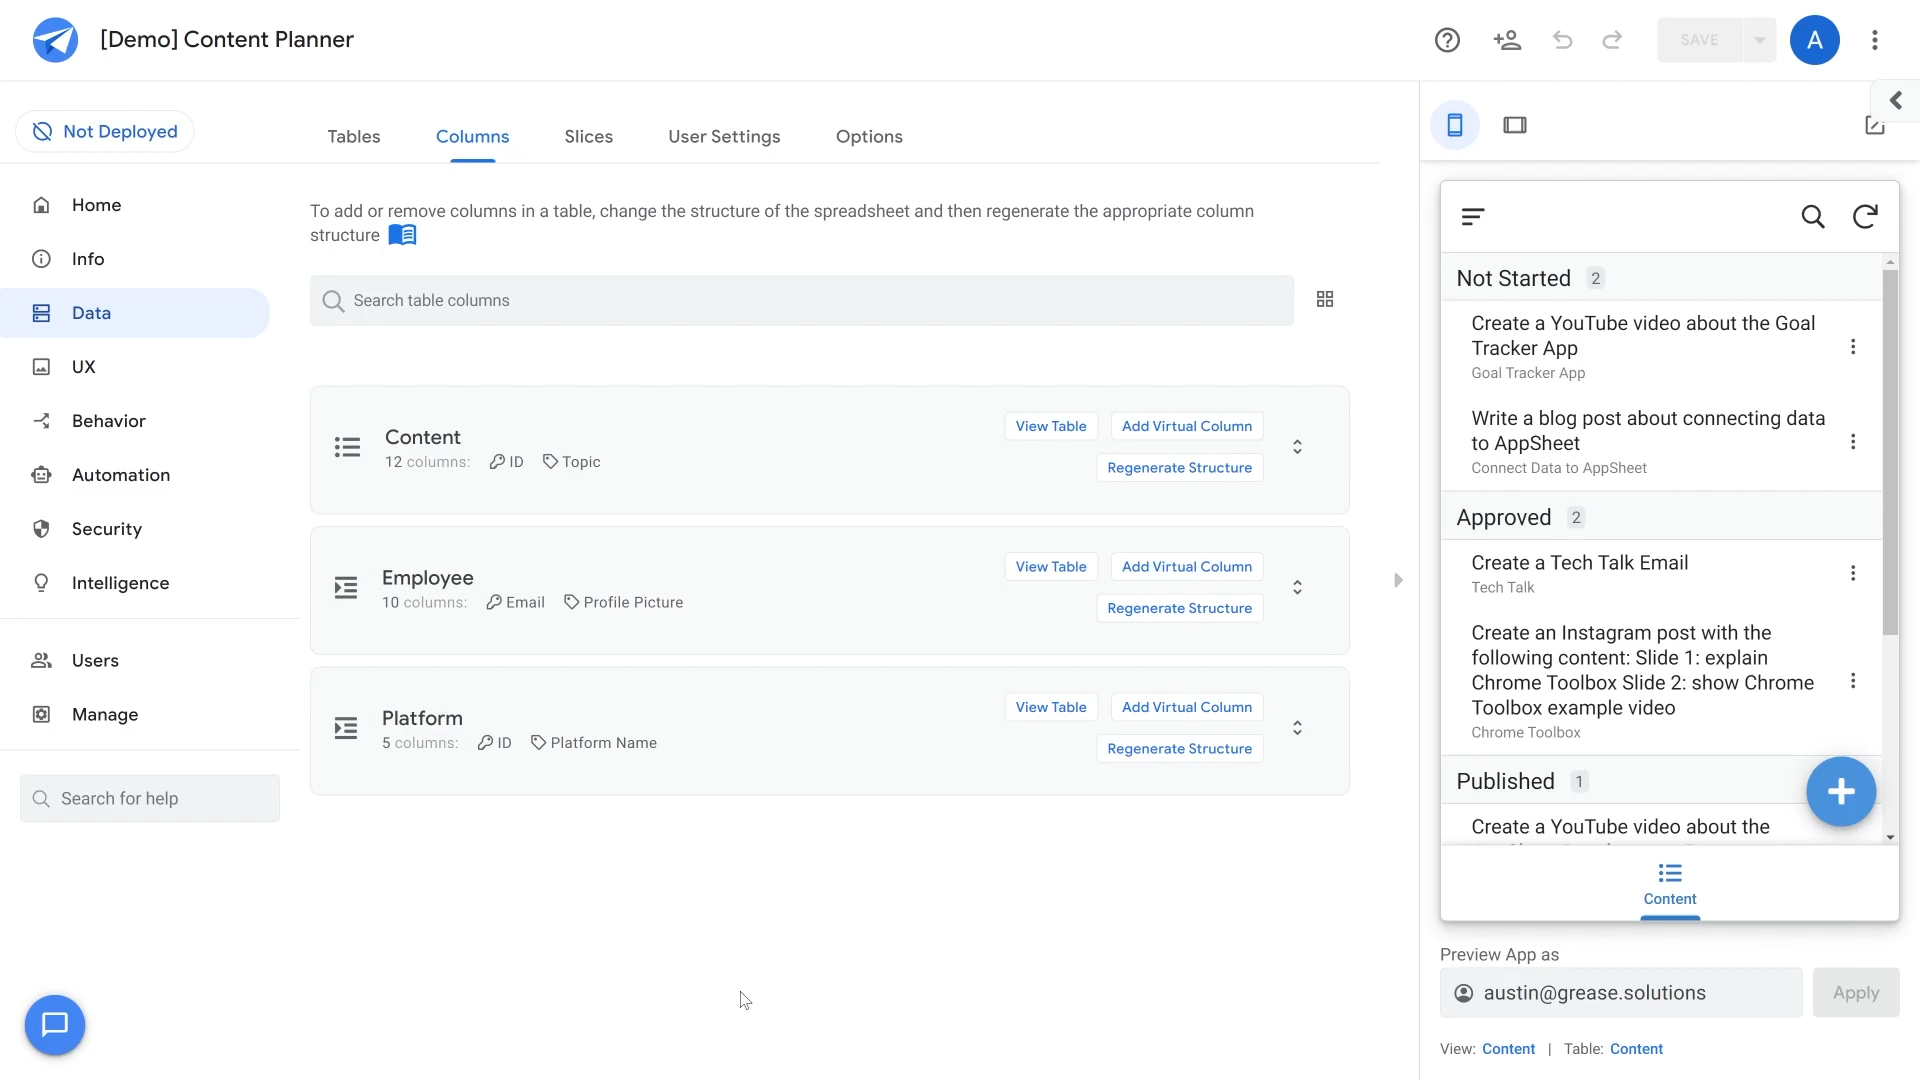 [Demo] Content Planner
SAVE
A
Not Deployed
Tables
Columns
Slices
User Settings
Options
Home
Info
Data
UX
Behavior
Automation
Security
Intelligence
Users
Manage
Search for help
To add or remove columns in a table, change the structure of the spreadsheet and then regenerate the appropriate column
structure
Search table columns
Content
12 columns: ID Topic
View Table
Add Virtual Column
Regenerate Structure
Employee
10 columns: Email Profile Picture
View Table
Add Virtual Column
Regenerate Structure
Platform
5 columns: ID Platform Name
View Table
Add Virtual Column
Regenerate Structure
Not Started 2
Create a YouTube video about the Goal
Tracker App
Goal Tracker App
Write a blog post about connecting data
to AppSheet
Connect Data to AppSheet
Approved 2
Create a Tech Talk Email
Tech Talk
Create an Instagram post with the
following content: Slide 1: explain
Chrome Toolbox Slide 2: show Chrome
Toolbox example video
Chrome Toolbox
Published 1
Create a YouTube video about the
Content
Preview App as
austin@grease.solutions
Apply
View: Content | Table: Content